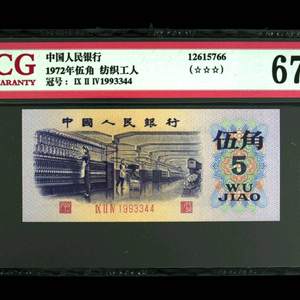 CG
中国人民银行
12615766
67
ARANTY
1972年伍角 纺织工人
(☆☆☆)
冠号: IX II IV1993344
中國人民銀行
伍角
5
WU
JIAO
IX II IV 1993344